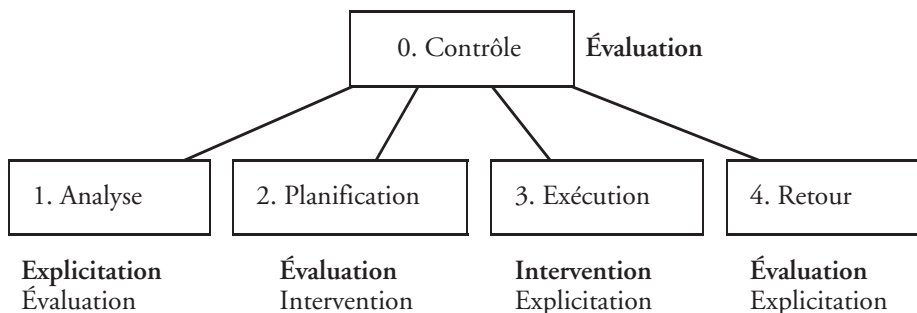 0. Contrôle
Évaluation
1. Analyse
2. Planification
3. Exécution
4. Retour
Explicitation
Évaluation
Évaluation
Intervention
Intervention
Explicitation
Évaluation
Explicitation